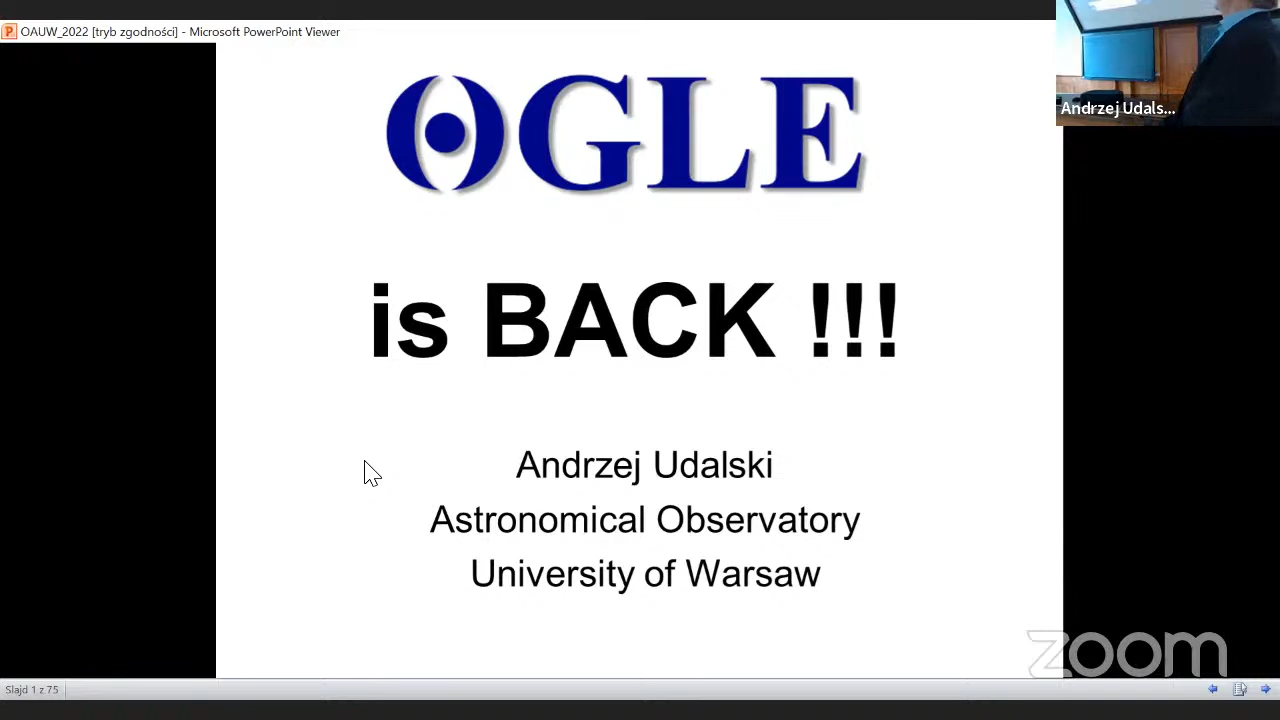 OAUW_2022 [tryb zgodności] - Microsoft PowerPoint Viewer
Andrzej Udals...
OGLE
is BACK !!!
Andrzej Udalski
Astronomical Observatory
University of Warsaw
zoom
Slajd 1 z 75